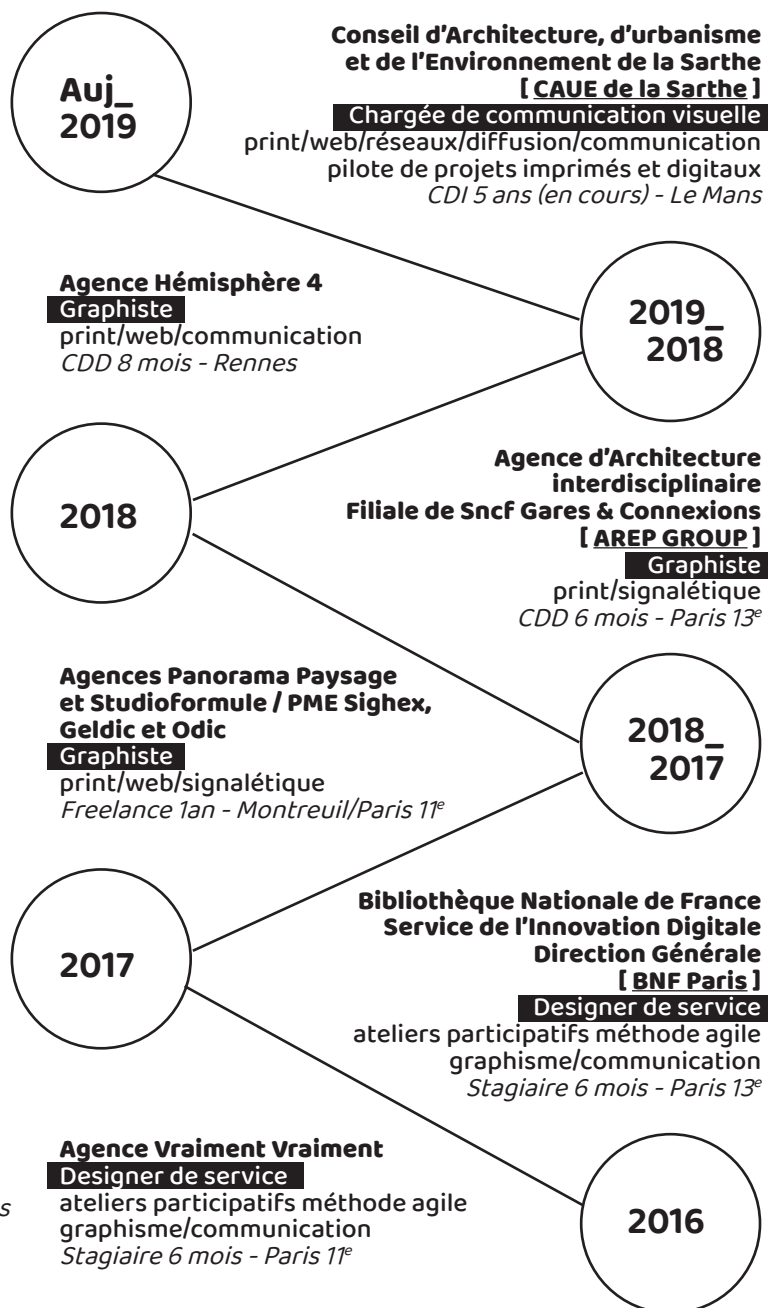 Auj_
2019
Conseil d'Architecture, d'urbanisme
et de l'Environnement de la Sarthe
[ CAUE de la Sarthe ]
Chargée de communication visuelle
print/web/réseaux/diffusion/communication
pilote de projets imprimés et digitaux
CDI 5 ans (en cours) - Le Mans
Agence Hémisphère 4
Graphiste
print/web/communication
CDD 8 mois - Rennes
2019_
2018
2018
Agence d'Architecture
interdisciplinaire
Filiale de Sncf Gares & Connexions
[ AREP GROUP ]
Graphiste
print/signalétique
CDD 6 mois - Paris 13e
Agences Panorama Paysage
et Studioformule / PME Sighex,
Geldic et Odic
Graphiste
print/web/signalétique
Freelance 1an - Montreuil/Paris 11e
2018_
2017
2017
Bibliothèque Nationale de France
Service de l'Innovation Digitale
Direction Générale
[ BNF Paris ]
Designer de service
ateliers participatifs méthode agile
graphisme/communication
Stagiaire 6 mois - Paris 13e
Agence Vraiment Vraiment
Designer de service
ateliers participatifs méthode agile
graphisme/communication
Stagiaire 6 mois - Paris 11e
2016